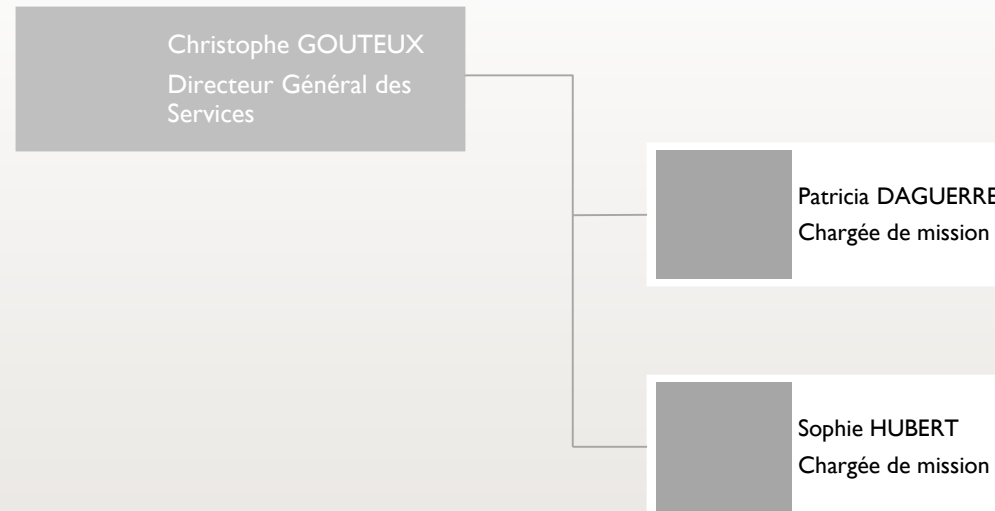 Christophe GOUTEUX
Directeur Général des
Services
Patricia DAGUERRE
Chargée de mission
Sophie HUBERT
Chargée de mission